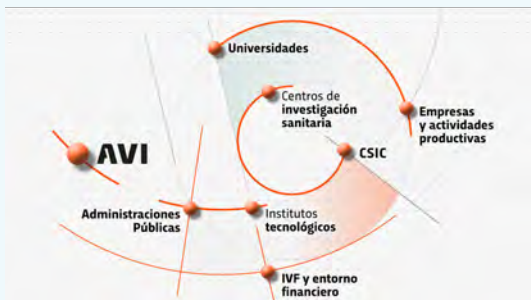 Universidades
Centros de
investigación
sanitaria
Empresas
y actividades
productivas
AVI
CSIC
Administraciones
Públicas
Institutos
tecnológicos
IVF y entorno
financiero